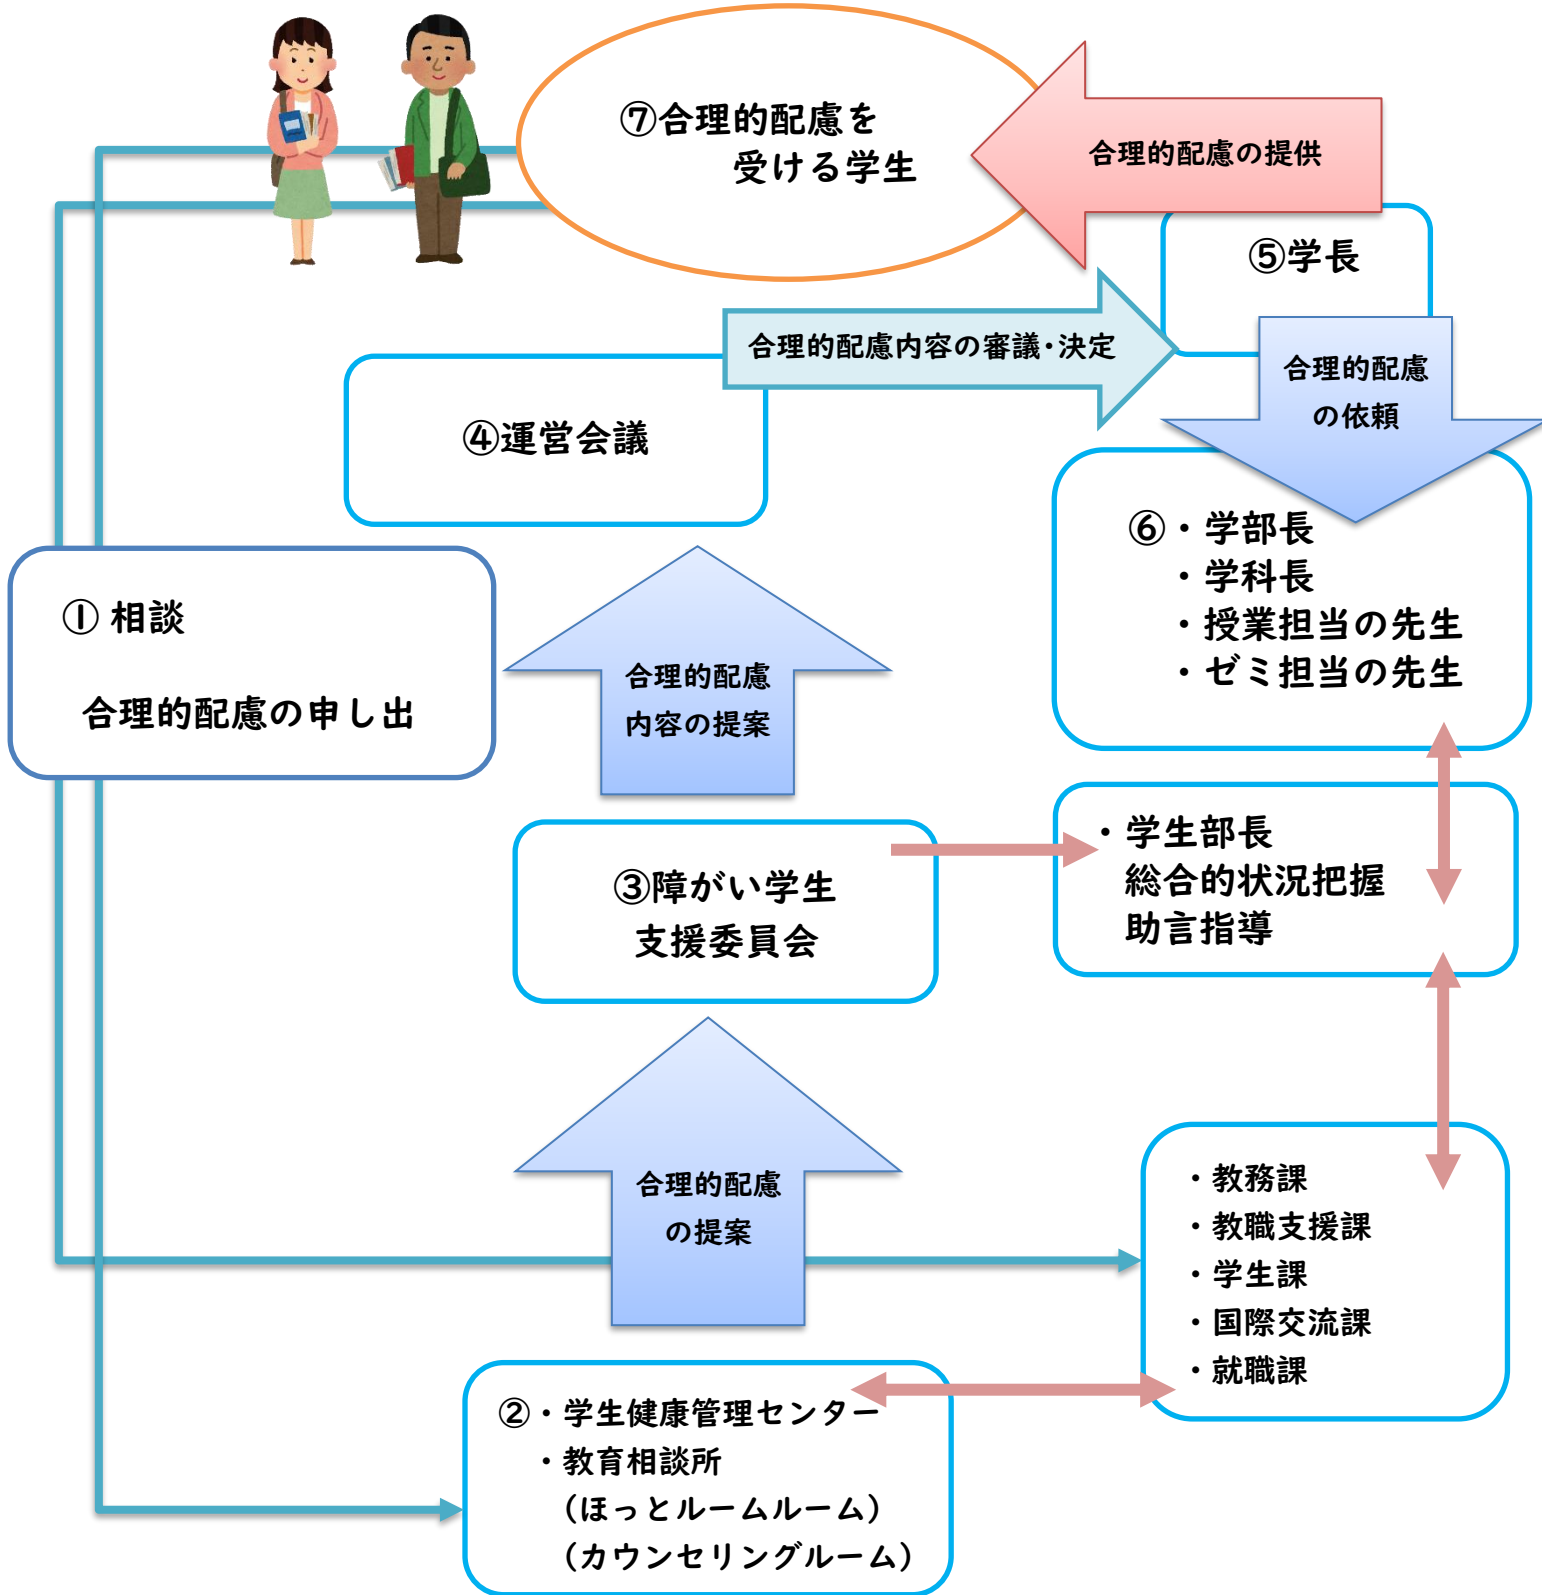 ⑦合理的配慮を
受ける学生
合理的配慮の提供
⑤学長
合理的配慮内容の審議・決定
合理的配慮
の依頼
④運営会議
⑥・学部長
・学科長
・授業担当の先生
・ゼミ担当の先生
① 相談
合理的配慮の申し出
合理的配慮
内容の提案
・学生部長
総合的状況把握
助言指導
③障がい学生
支援委員会
合理的配慮
の提案
・教務課
・教職支援課
・学生課
・国際交流課
・就職課
②・学生健康管理センター
・教育相談所
（ほっとルームルーム）
（カウンセリングルーム）